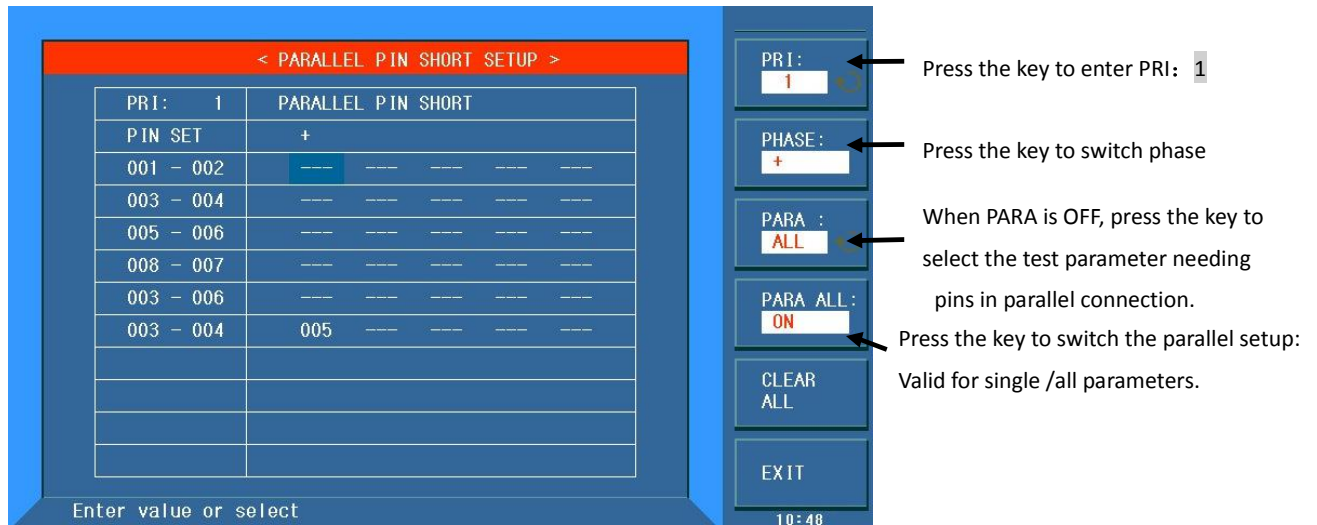 < PARALLEL PIN SHORT SETUP >
PRI: 1 PARALLEL PIN SHORT
PIN SET +
001 - 002 --- --- --- --- ---
003 - 004 --- --- --- --- ---
005 - 006 --- --- --- --- ---
008 - 007 --- --- --- --- ---
003 - 006 --- --- --- --- ---
003 - 004 005 --- --- --- ---
Enter value or select
PRI:
1
PHASE:
+
PARA :
ALL
PARA ALL:
ON
CLEAR
ALL
EXIT
10:48
Press the key to enter PRI：1
Press the key to switch phase
When PARA is OFF, press the key to
select the test parameter needing
pins in parallel connection.
Press the key to switch the parallel setup:
Valid for single /all parameters.